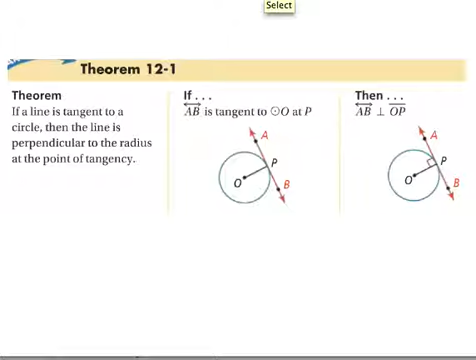 Select
Theorem 12-1
Theorem
If a line is tangent to a
circle, then the line is
perpendicular to the radius
at the point of tangency.
If . . .
AB is tangent to ⊙O at P
A
P
O
B
Then . . .
AB ⊥ OP
A
P
O
B